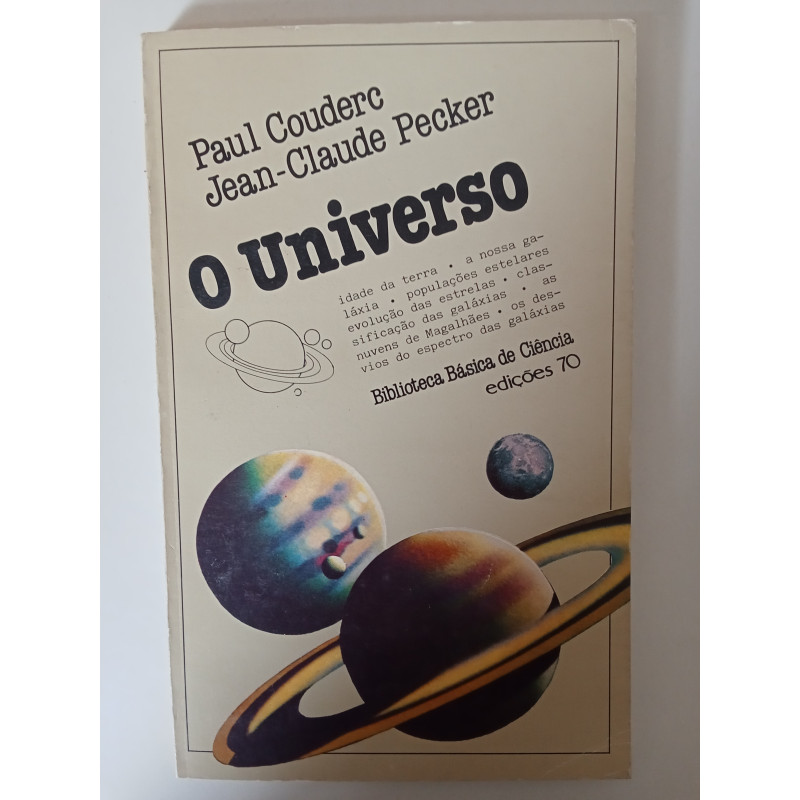 Paul Couderc
Jean-Claude Pecker
o universo
idade da terra • a nossa ga-
láxia • populações estelares
evolução das estrelas • clas-
sificação das galáxias • as
nuvens de Magalhães • os des-
vios do espectro das galáxias
Biblioteca Básica de Ciência
edições 70